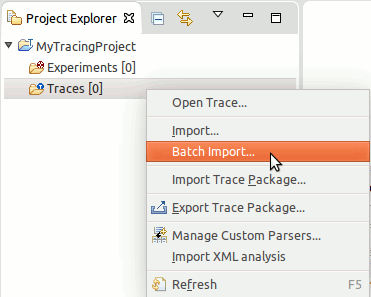 Project Explorer
MyTracingProject
Experiments [0]
Traces [0]
Open Trace...
Import...
Batch Import...
Import Trace Package...
Export Trace Package...
Manage Custom Parsers...
Import XML analysis
Refresh F5